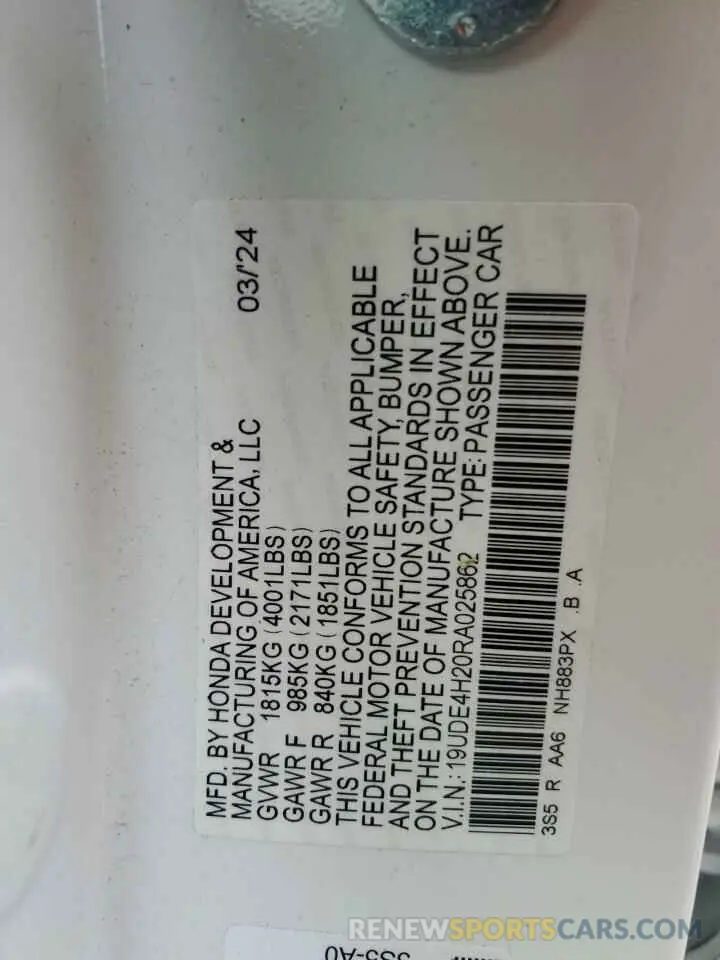 MFD. BY HONDA DEVELOPMENT &
MANUFACTURING OF AMERICA, LLC 03/'24
GVWR 1815KG (4001LBS)
GAWR F 985KG (2171LBS)
GAWR R 840KG (1851LBS)
THIS VEHICLE CONFORMS TO ALL APPLICABLE
FEDERAL MOTOR VEHICLE SAFETY, BUMPER,
AND THEFT PREVENTION STANDARDS IN EFFECT
ON THE DATE OF MANUFACTURE SHOWN ABOVE.
V.I.N.: 19UDE4H20RA025862 TYPE: PASSENGER CAR
3S5 R AA6 NH883PX .B .A
3S5-A0
RENEWSPORTSCARS.COM